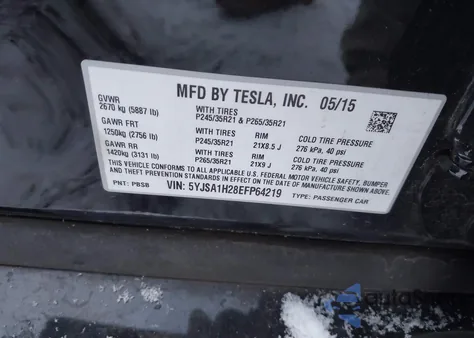 MFD BY TESLA, INC. 05/15
GVWR
2670 kg (5887 lb)
WITH TIRES
P245/35R21 & P265/35R21
GAWR FRT
1250kg (2756 lb)
WITH TIRES
P245/35R21
RIM
21X8.5 J
COLD TIRE PRESSURE
276 kPa, 40 psi
GAWR RR
1420kg (3131 lb)
WITH TIRES
P265/35R21
RIM
21X9 J
COLD TIRE PRESSURE
276 kPa, 40 psi
THIS VEHICLE CONFORMS TO ALL APPLICABLE U.S. FEDERAL MOTOR VEHICLE SAFETY, BUMPER
AND THEFT PREVENTION STANDARDS IN EFFECT ON THE DATE OF MANUFACTURE SHOWN ABOVE.
PNT: PBSB
VIN: 5YJSA1H28EFP64219
TYPE: PASSENGER CAR